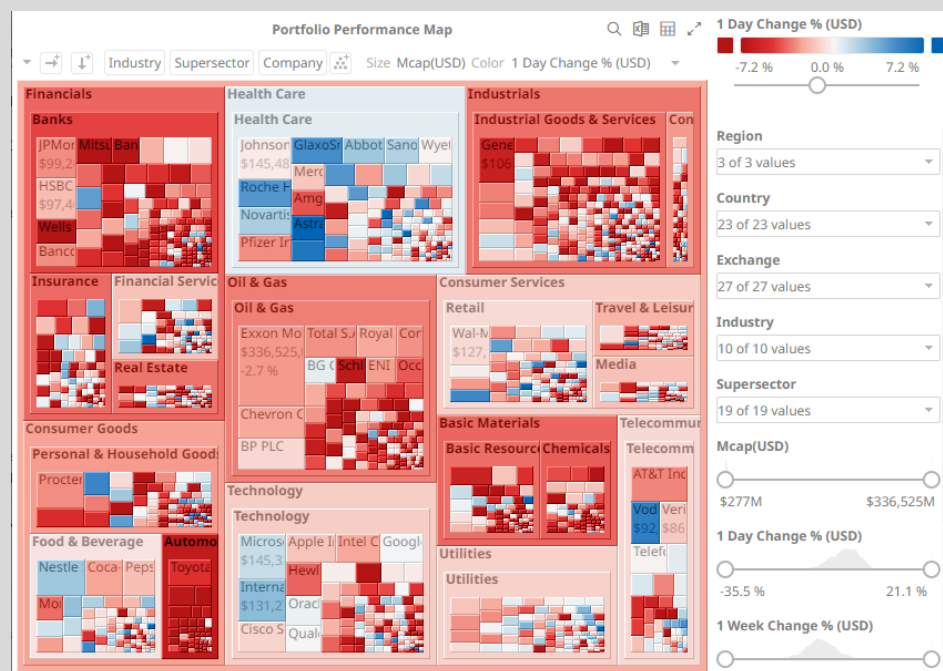 Portfolio Performance Map
Industry Supersector Company Size Mcap(USD) Color 1 Day Change % (USD)
Financials
Banks
JPMor
$99,2
Mitsu
Ban
HSBC
$97,4
Wells
Banco
Insurance
Financial Servic
Real Estate
Health Care
Health Care
Johnson
$145,48
GlaxoSm
Abbot
Sano
Wyet
Merc
Roche H
Amg
Novartis
Astr
Pfizer In
Industrials
Industrial Goods & Services
Con
Gene
$106
Oil & Gas
Oil & Gas
Exxon Mo
$336,525,
-2.7 %
Total S.A
Royal
Con
BG G
Schl
ENI
Occ
Chevron C
BP PLC
Consumer Services
Retail
Wal-M
$127,
Travel & Leisur
Media
Consumer Goods
Personal & Household Goods
Procter
Food & Beverage
Nestle
Coca-
Peps
Mo
Automo
Toyota
Technology
Technology
Micros
$145,3
Apple I
Intel C
Google
Hewl
Interna
$131,2
Orac
Cisco S
Qual
Basic Materials
Basic Resourc
Chemicals
Utilities
Utilities
Telecommun
Telecomm
AT&T Inc
Vod
$92,
Veri
$86
Telef
1 Day Change % (USD)
-7.2 % 0.0 % 7.2 %
Region
3 of 3 values
Country
23 of 23 values
Exchange
27 of 27 values
Industry
10 of 10 values
Supersector
19 of 19 values
Mcap(USD)
$277M $336,525M
1 Day Change % (USD)
-35.5 % 21.1 %
1 Week Change % (USD)